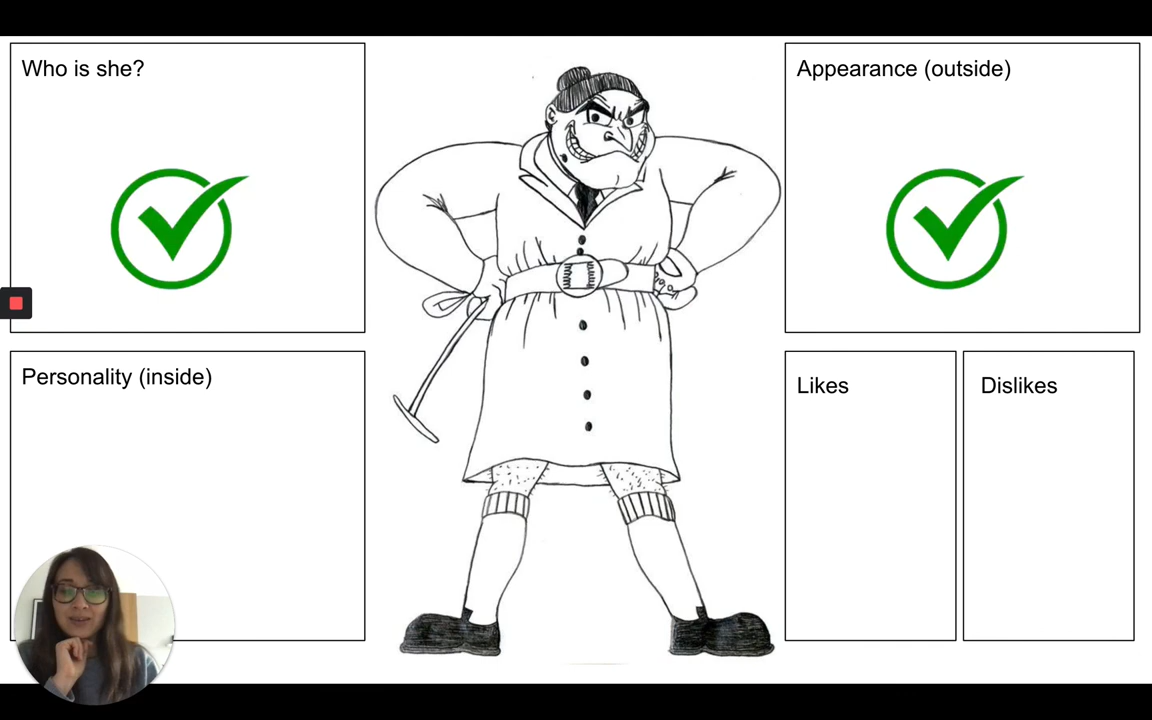 Who is she?
Appearance (outside)
Personality (inside)
Likes
Dislikes